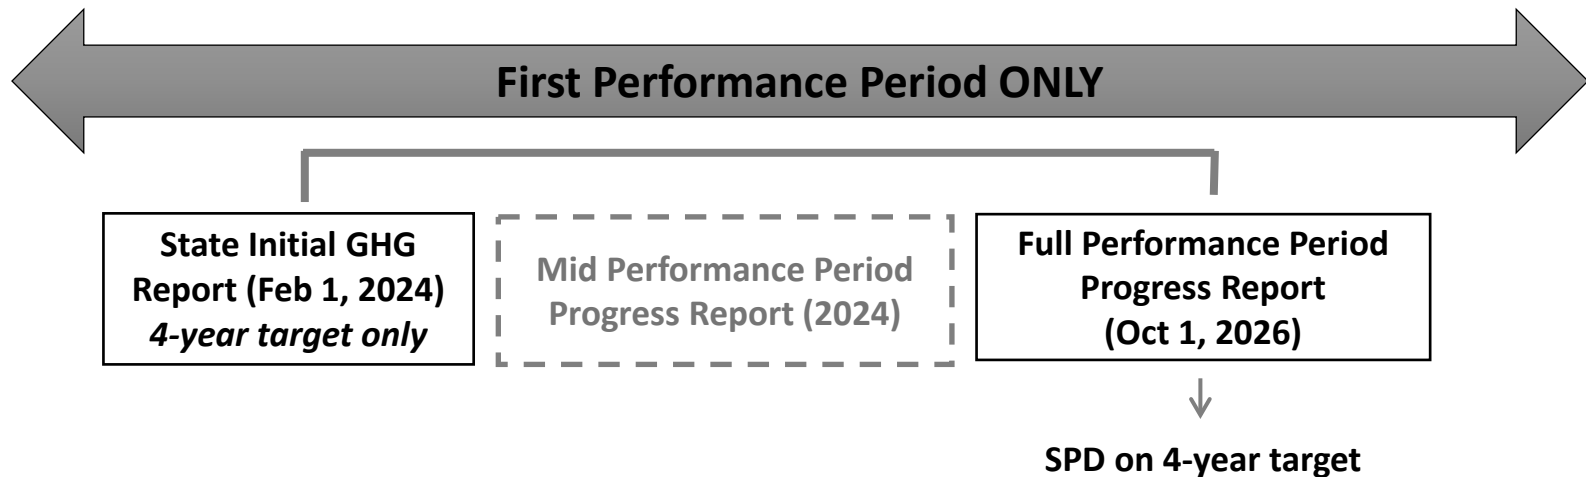 First Performance Period ONLY
State Initial GHG
Report (Feb 1, 2024)
4-year target only
Mid Performance Period
Progress Report (2024)
Full Performance Period
Progress Report
(Oct 1, 2026)
SPD on 4-year target